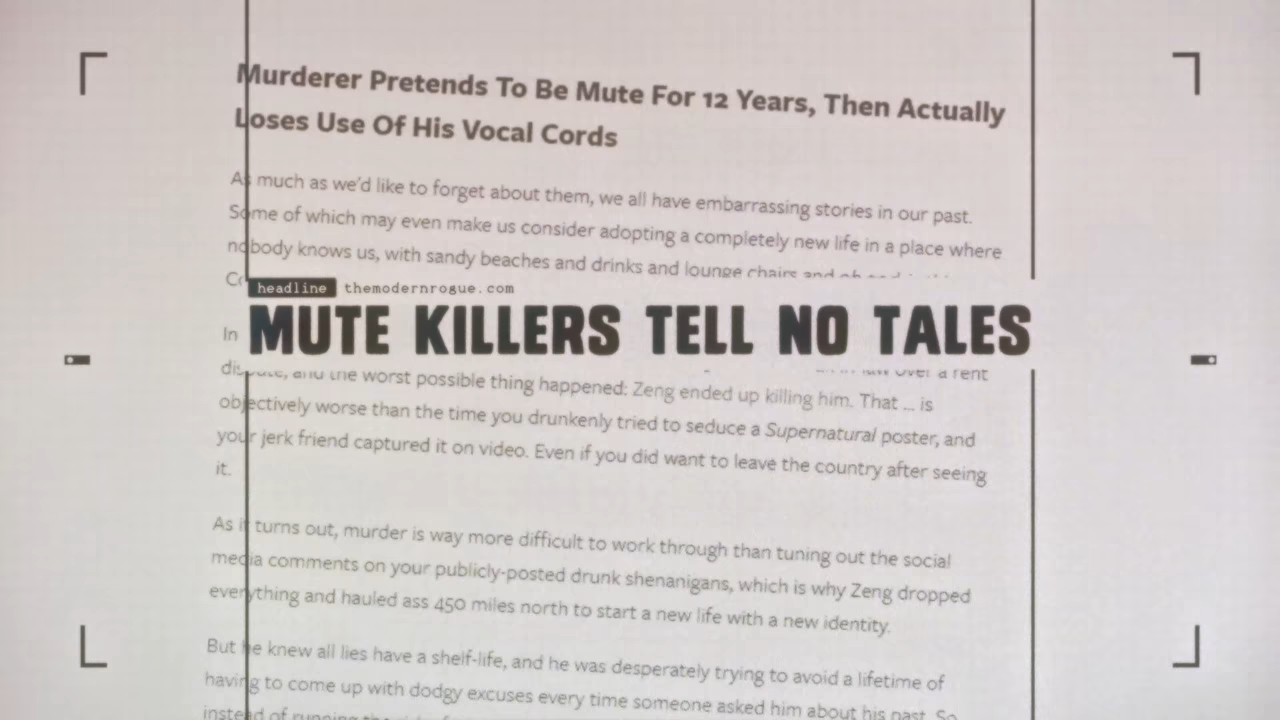 Murderer Pretends To Be Mute For 12 Years, Then Actually
Loses Use Of His Vocal Cords
As much as we'd like to forget about them, we all have embarrassing stories in our past.
Some of which may even make us consider adopting a completely new life in a place where
nobody knows us, with sandy beaches and drinks and lounge chairs and
headline themodernrogue.com
MUTE KILLERS TELL NO TALES
In
dispute, and the worst possible thing happened: Zeng ended up killing him. That ... is
objectively worse than the time you drunkenly tried to seduce a Supernatural poster, and
your jerk friend captured it on video. Even if you did want to leave the country after seeing
it.
As it turns out, murder is way more difficult to work through than tuning out the social
media comments on your publicly-posted drunk shenanigans, which is why Zeng dropped
everything and hauled ass 450 miles north to start a new life with a new identity.
But he knew all lies have a shelf-life, and he was desperately trying to avoid a lifetime of
having to come up with dodgy excuses every time someone asked him about his past. So
instead of running the